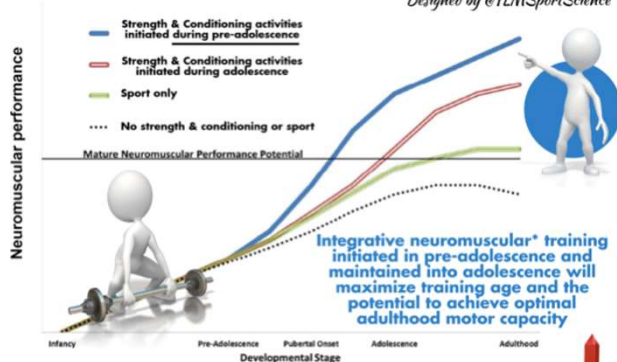 Designed by @YLMSportScience
Strength & Conditioning activities
initiated during pre-adolescence
Strength & Conditioning activities
initiated during adolescence
Sport only
No strength & conditioning or sport
Neuromuscular performance
Mature Neuromuscular Performance Potential
Integrative neuromuscular* training
initiated in pre-adolescence and
maintained into adolescence will
maximize training age and the
potential to achieve optimal
adulthood motor capacity
Infancy
Pre-Adolescence
Pubertal Onset
Adolescence
Adulthood
Developmental Stage